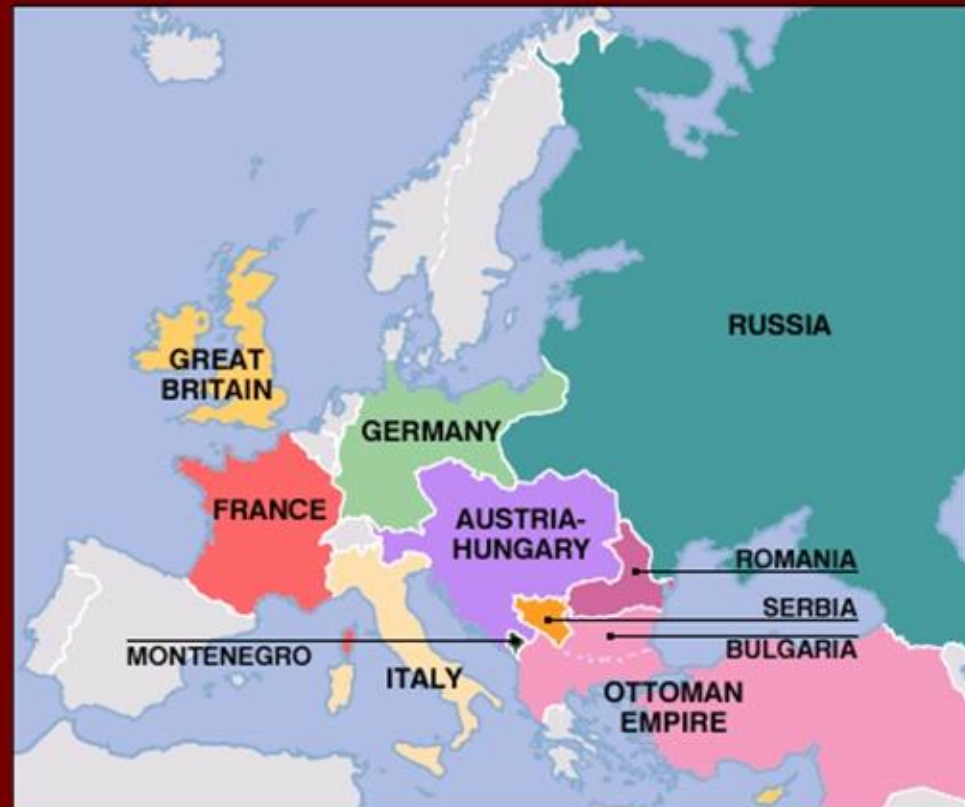 RUSSIA
GREAT
BRITAIN
GERMANY
FRANCE
AUSTRIA-
HUNGARY
ROMANIA
SERBIA
BULGARIA
MONTENEGRO
ITALY
OTTOMAN
EMPIRE